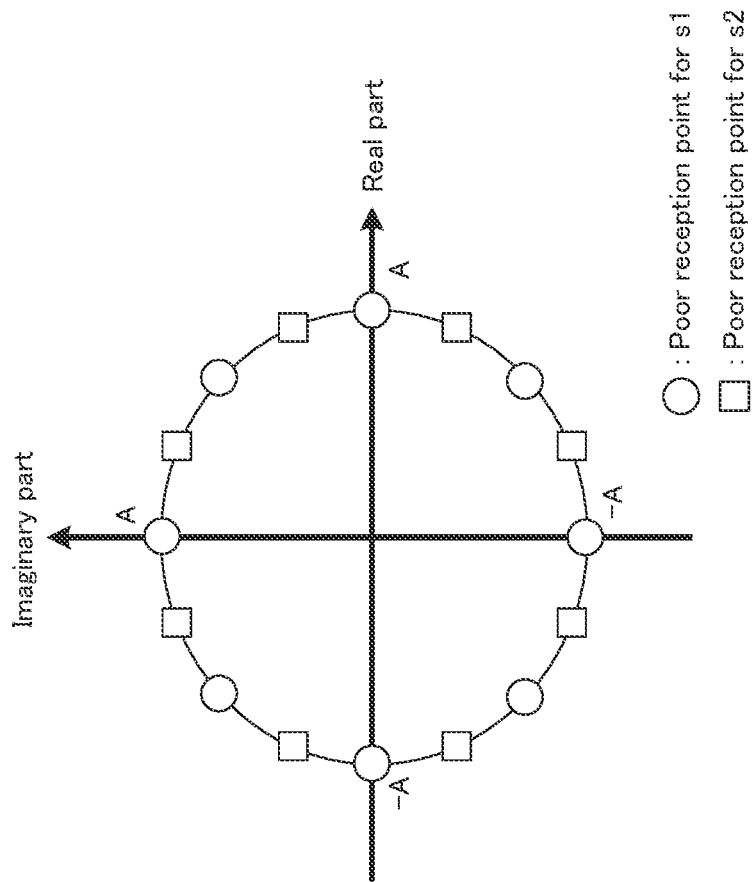 Imaginary part
A
Real part
A
-A
-A
: Poor reception point for s1
: Poor reception point for s2